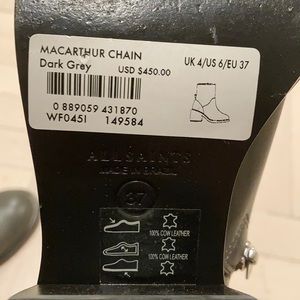 MACARTHUR CHAIN
Dark Grey
USD $450.00
UK 4/US 6/EU 37
0 889059 431870
WF045I 149584
ALLSAINTS
MADE IN BRAZIL
37
100% COW LEATHER
100% COW LEATHER